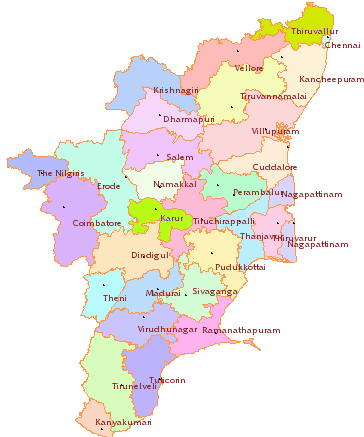 Thiruvallur
Chennai
Vellore
Kancheepuram
Krishnagiri
Tiruvannamalai
Dharmapuri
Villupuram
Salem
Cuddalore
The Nilgiris
Erode
Namakkal
Perambalur
Nagapattinam
Coimbatore
Karur
Tiruchirappalli
Thanjavur
Thiruvarur
Nagapattinam
Dindigul
Pudukkottai
Theni
Madurai
Sivaganga
Virudhunagar
Ramanathapuram
Tirunelveli
Tuticorin
Kanyakumari